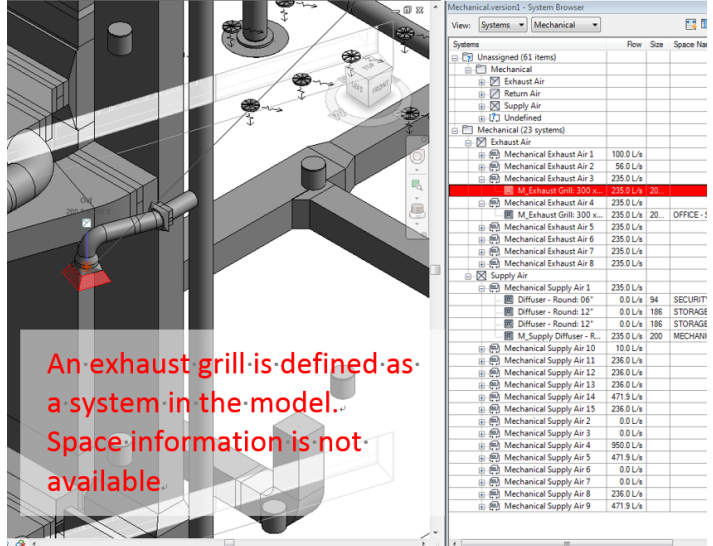 Mechanical.version1 - System Browser
View: Systems Mechanical
Systems Flow Size Space Na
Unassigned (61 items)
Mechanical
Exhaust Air
Return Air
Supply Air
Undefined
Mechanical (23 systems)
Exhaust Air
Mechanical Exhaust Air 1 100.0 L/s
Mechanical Exhaust Air 2 56.0 L/s
Mechanical Exhaust Air 3 235.0 L/s
M_Exhaust Grill: 300 x... 235.0 L/s 20...
Mechanical Exhaust Air 4 235.0 L/s
M_Exhaust Grill: 300 x... 235.0 L/s 20... OFFICE - S
Mechanical Exhaust Air 5 235.0 L/s
Mechanical Exhaust Air 6 235.0 L/s
Mechanical Exhaust Air 7 235.0 L/s
Mechanical Exhaust Air 8 235.0 L/s
Supply Air
Mechanical Supply Air 1 235.0 L/s
Diffuser - Round: 06" 0.0 L/s 94 SECURITY
Diffuser - Round: 12" 0.0 L/s 186 STORAGE
Diffuser - Round: 12" 0.0 L/s 186 STORAGE
M_Supply Diffuser - R... 235.0 L/s 200 MECHANI
Mechanical Supply Air 10 10.0 L/s
Mechanical Supply Air 11 236.0 L/s
Mechanical Supply Air 12 236.0 L/s
Mechanical Supply Air 13 236.0 L/s
Mechanical Supply Air 14 471.9 L/s
Mechanical Supply Air 15 236.0 L/s
Mechanical Supply Air 2 0.0 L/s
Mechanical Supply Air 3 0.0 L/s
Mechanical Supply Air 4 950.0 L/s
Mechanical Supply Air 5 471.9 L/s
Mechanical Supply Air 6 0.0 L/s
Mechanical Supply Air 7 0.0 L/s
Mechanical Supply Air 8 236.0 L/s
Mechanical Supply Air 9 471.9 L/s
TOP
LEFT FRONT
Out
An exhaust grill is defined as
a system in the model.
Space information is not
available